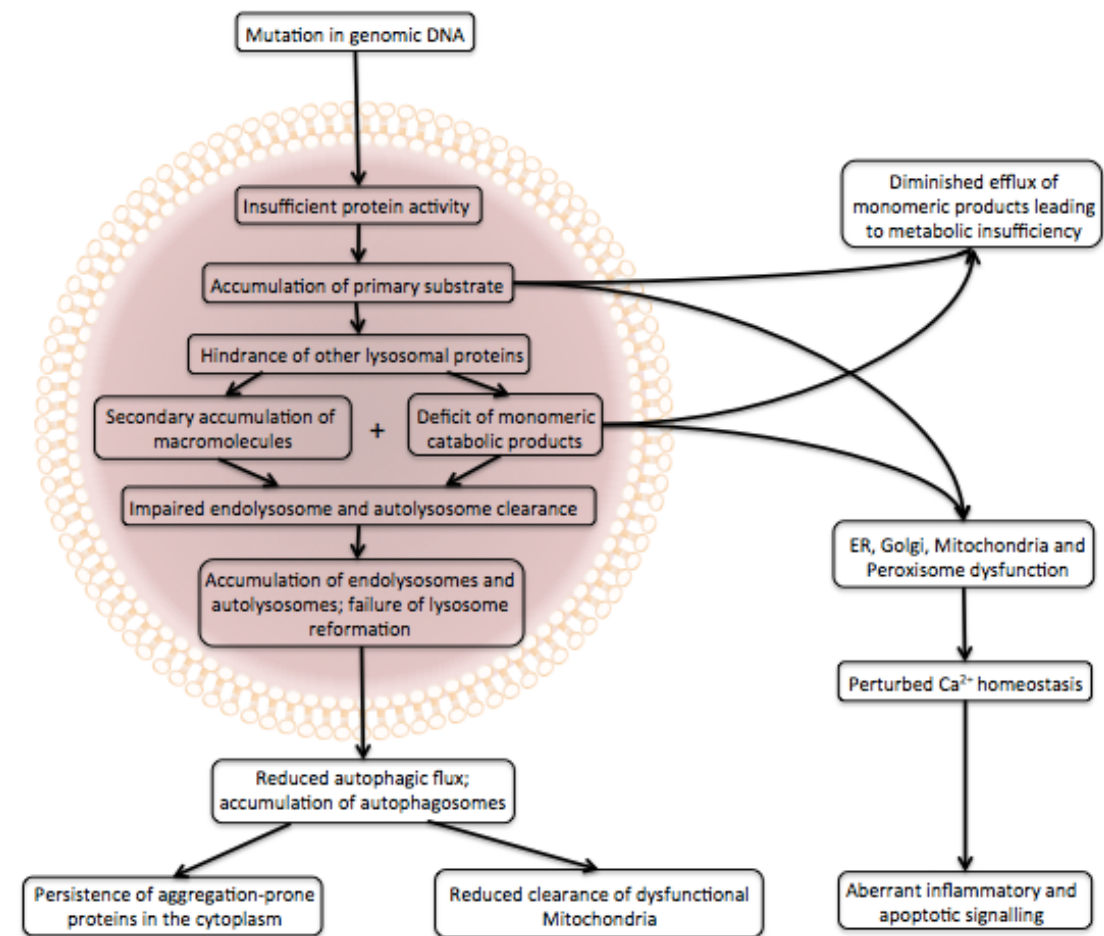 Mutation in genomic DNA
Insufficient protein activity
Accumulation of primary substrate
Hindrance of other lysosomal proteins
Secondary accumulation of
macromolecules
+
Deficit of monomeric
catabolic products
Impaired endolysosome and autolysosome clearance
Accumulation of endolysosomes and
autolysosomes; failure of lysosome
reformation
Reduced autophagic flux;
accumulation of autophagosomes
Persistence of aggregation-prone
proteins in the cytoplasm
Reduced clearance of dysfunctional
Mitochondria
Diminished efflux of
monomeric products leading
to metabolic insufficiency
ER, Golgi, Mitochondria and
Peroxisome dysfunction
Perturbed Ca²⁺ homeostasis
Aberrant inflammatory and
apoptotic signalling